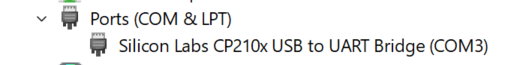 Ports (COM & LPT)
Silicon Labs CP210x USB to UART Bridge (COM3)